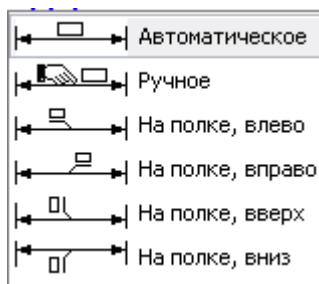 Автоматическое
Ручное
На полке, влево
На полке, вправо
На полке, вверх
На полке, вниз